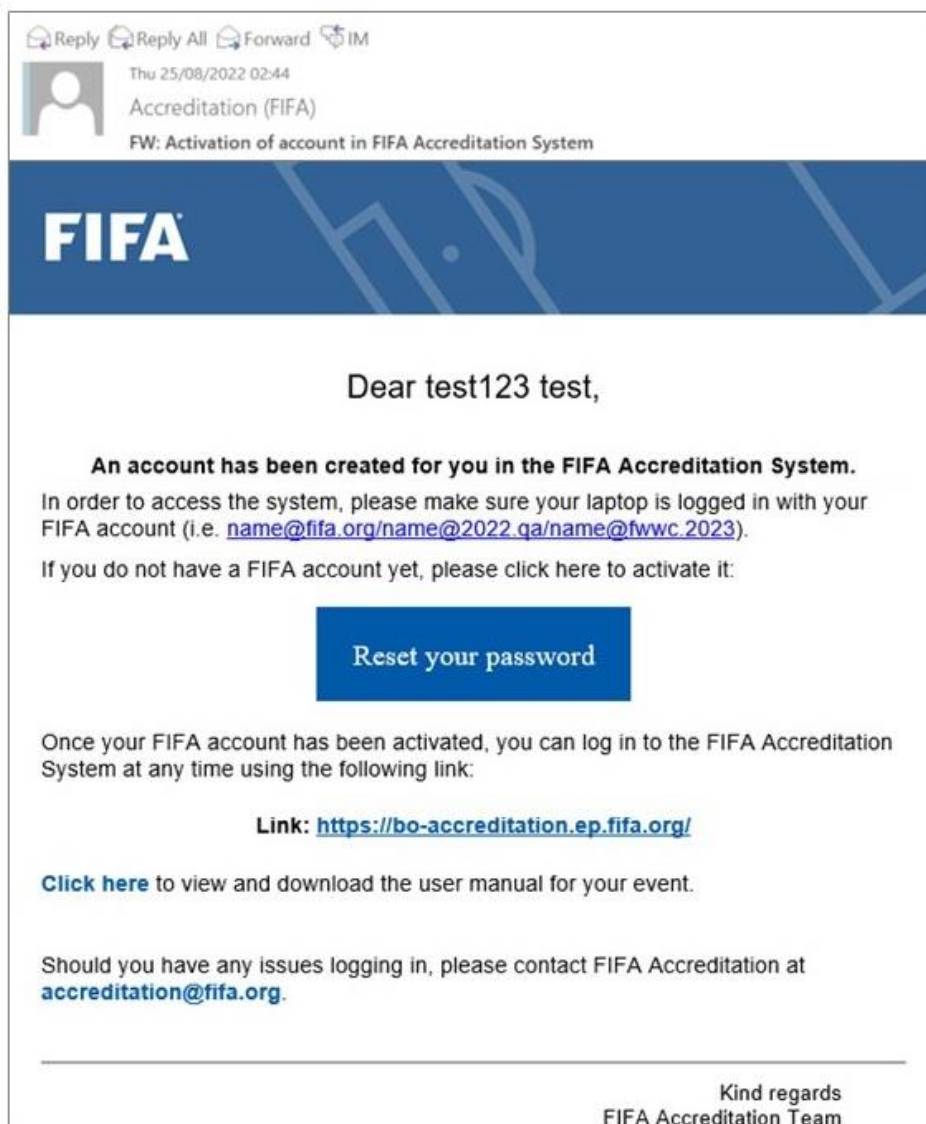 Reply Reply All Forward IM
Thu 25/08/2022 02:44
Accreditation (FIFA)
FW: Activation of account in FIFA Accreditation System
FIFA
Dear test123 test,
An account has been created for you in the FIFA Accreditation System.
In order to access the system, please make sure your laptop is logged in with your
FIFA account (i.e. name@fifa.org/name@2022.qa/name@fwwc.2023).
If you do not have a FIFA account yet, please click here to activate it:
Reset your password
Once your FIFA account has been activated, you can log in to the FIFA Accreditation
System at any time using the following link:
Link: https://bo-accreditation.ep.fifa.org/
Click here to view and download the user manual for your event.
Should you have any issues logging in, please contact FIFA Accreditation at
accreditation@fifa.org.
Kind regards
FIFA Accreditation Team